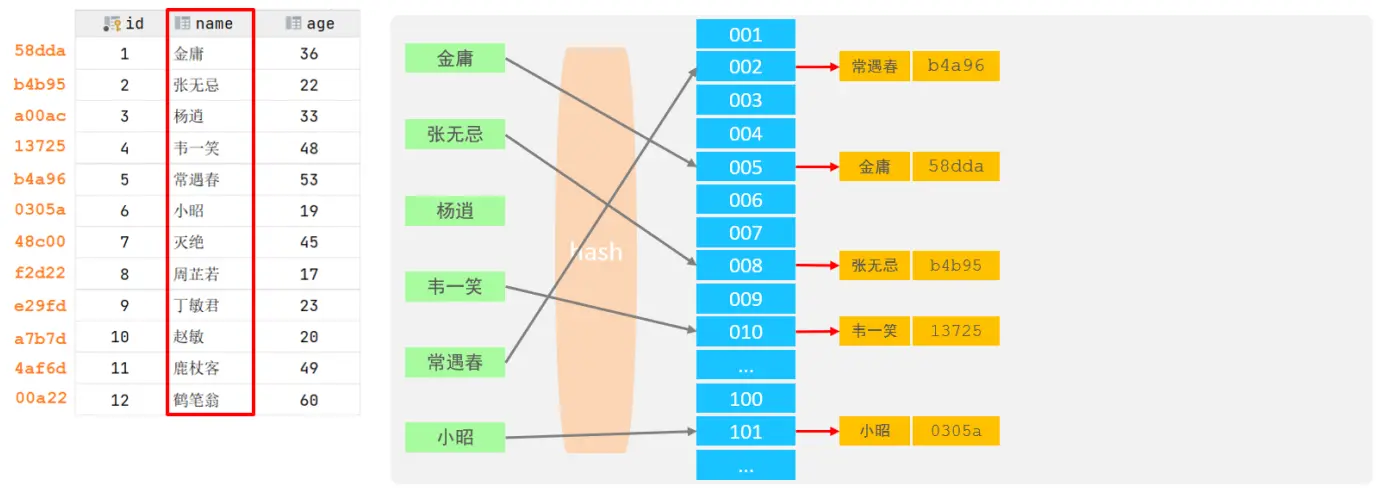 id name age
58dda 1 金庸 36
b4b95 2 张无忌 22
a00ac 3 杨逍 33
13725 4 韦一笑 48
b4a96 5 常遇春 53
0305a 6 小昭 19
48c00 7 灭绝 45
f2d22 8 周芷若 17
e29fd 9 丁敏君 23
a7b7d 10 赵敏 20
4af6d 11 鹿杖客 49
00a22 12 鹤笔翁 60
金庸
张无忌
杨逍
韦一笑
常遇春
小昭
hash
001
002 常遇春 b4a96
003
004
005 金庸 58dda
006
007
008 张无忌 b4b95
009
010 韦一笑 13725
...
100
101 小昭 0305a
...